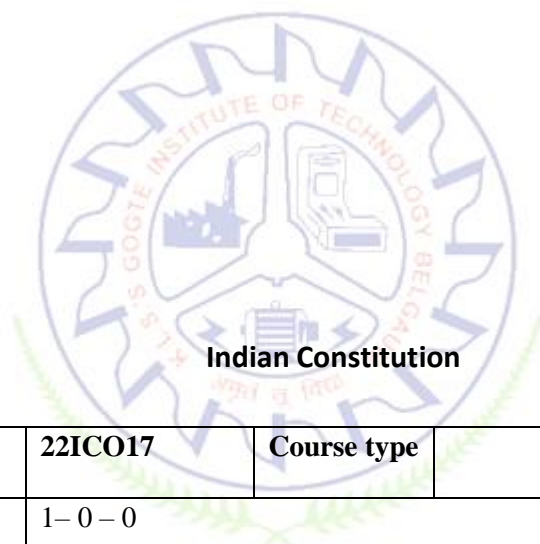 K.L.S.'S GOGTE INSTITUTE OF TECHNOLOGY BELGAUM
Indian Constitution
22ICO17 Course type
1– 0 – 0